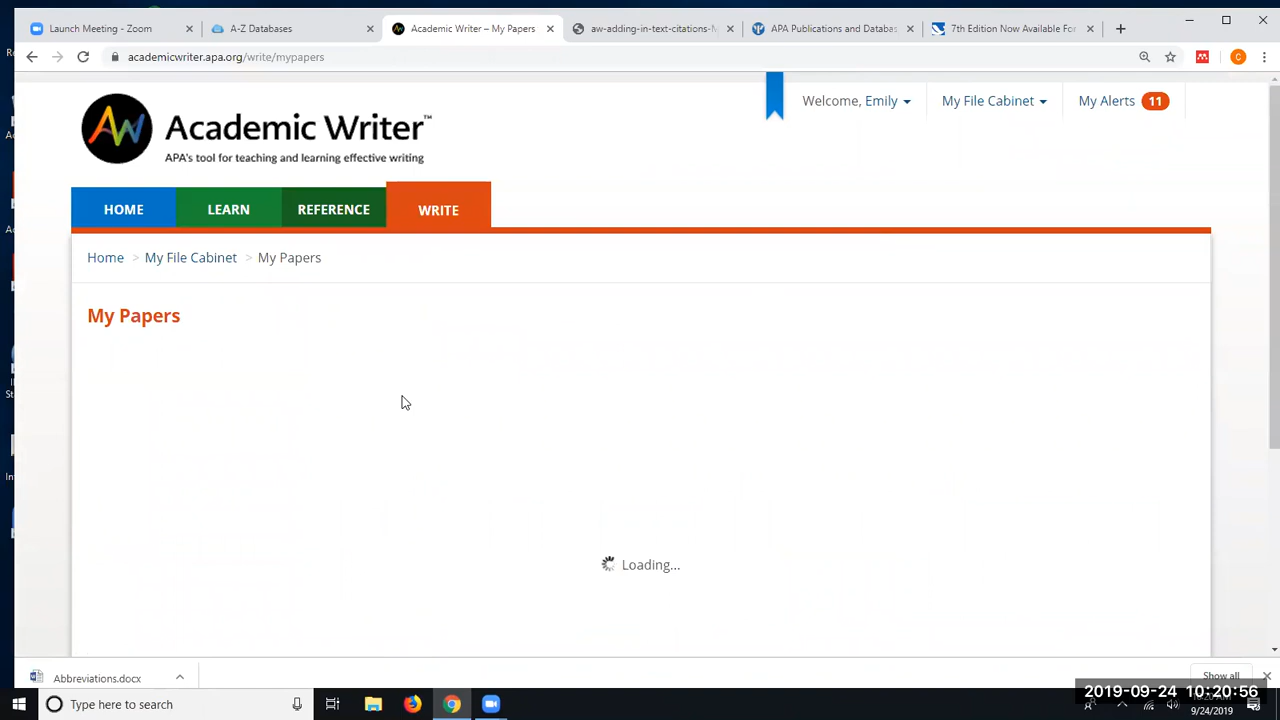 Launch Meeting - Zoom
A-Z Databases
Academic Writer – My Papers
aw-adding-in-text-citations-
APA Publications and Databas
7th Edition Now Available For
academicwriter.apa.org/write/mypapers
Academic Writer™
APA's tool for teaching and learning effective writing
Welcome, Emily
My File Cabinet
My Alerts 11
HOME
LEARN
REFERENCE
WRITE
Home > My File Cabinet > My Papers
My Papers
Loading...
Abbreviations.docx
Show all
Type here to search
2019-09-24 10:20:56
9/24/2019